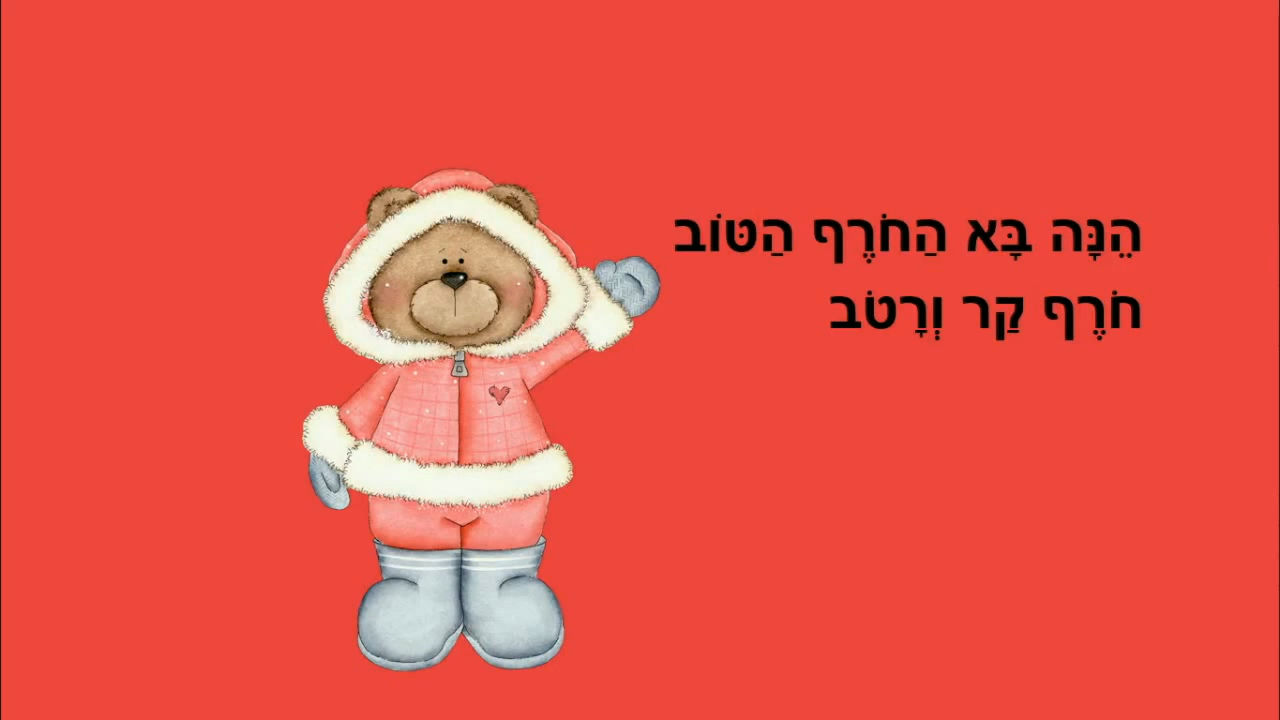 הִנֵּה בָּא הַחֹרֶף הַטּוֹב
חֹרֶף קַר וְרָטֹב